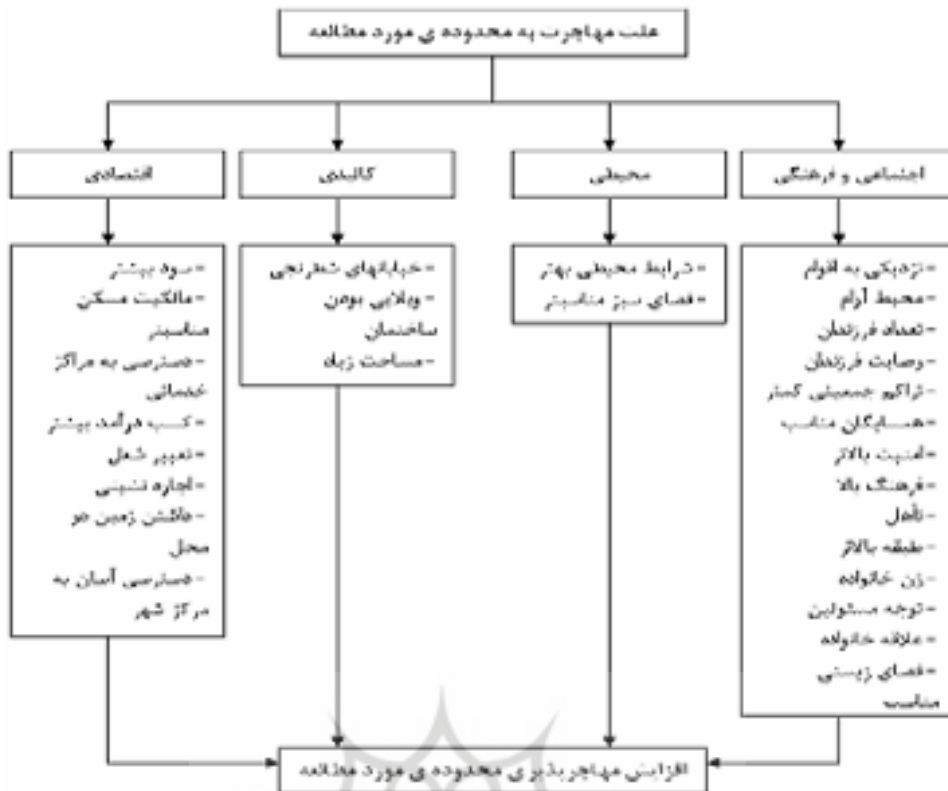 علت مهاجرت به محدوده ی مورد مطالعه
اجتماعی و فرهنگی
محیطی
کالبدی
اقتصادی
-نزدیکی به اقوام
-محیط آرام
-تعداد فرزندان
-وصایت فرزندان
-تراکم جمعیتی کمتر
-همسایگان مناسب
-امنیت بالاتر
-فرهنگ بالا
-تأهل
-طبقه بالاتر
-زن خانواده
-توجه مسئولین
-علاقه خانواده
-فضای زیستی
مناسب
-شرایط محیطی بهتر
-فضای سبز مناسبتر
-خیابانهای شطرنجی
-ویلایی بودن
ساختمان
-مساحت زیاد
-سود بیشتر
-مالکیت مسکن
مناسبتر
-دسترسی به مراکز
خدماتی
-کسب درآمد بیشتر
-تغییر شغل
-اجاره نشینی
-داشتن زمین در
محل
-دسترسی آسان به
مرکز شهر
افزایش مهاجرپذیری محدوده ی مورد مطالعه